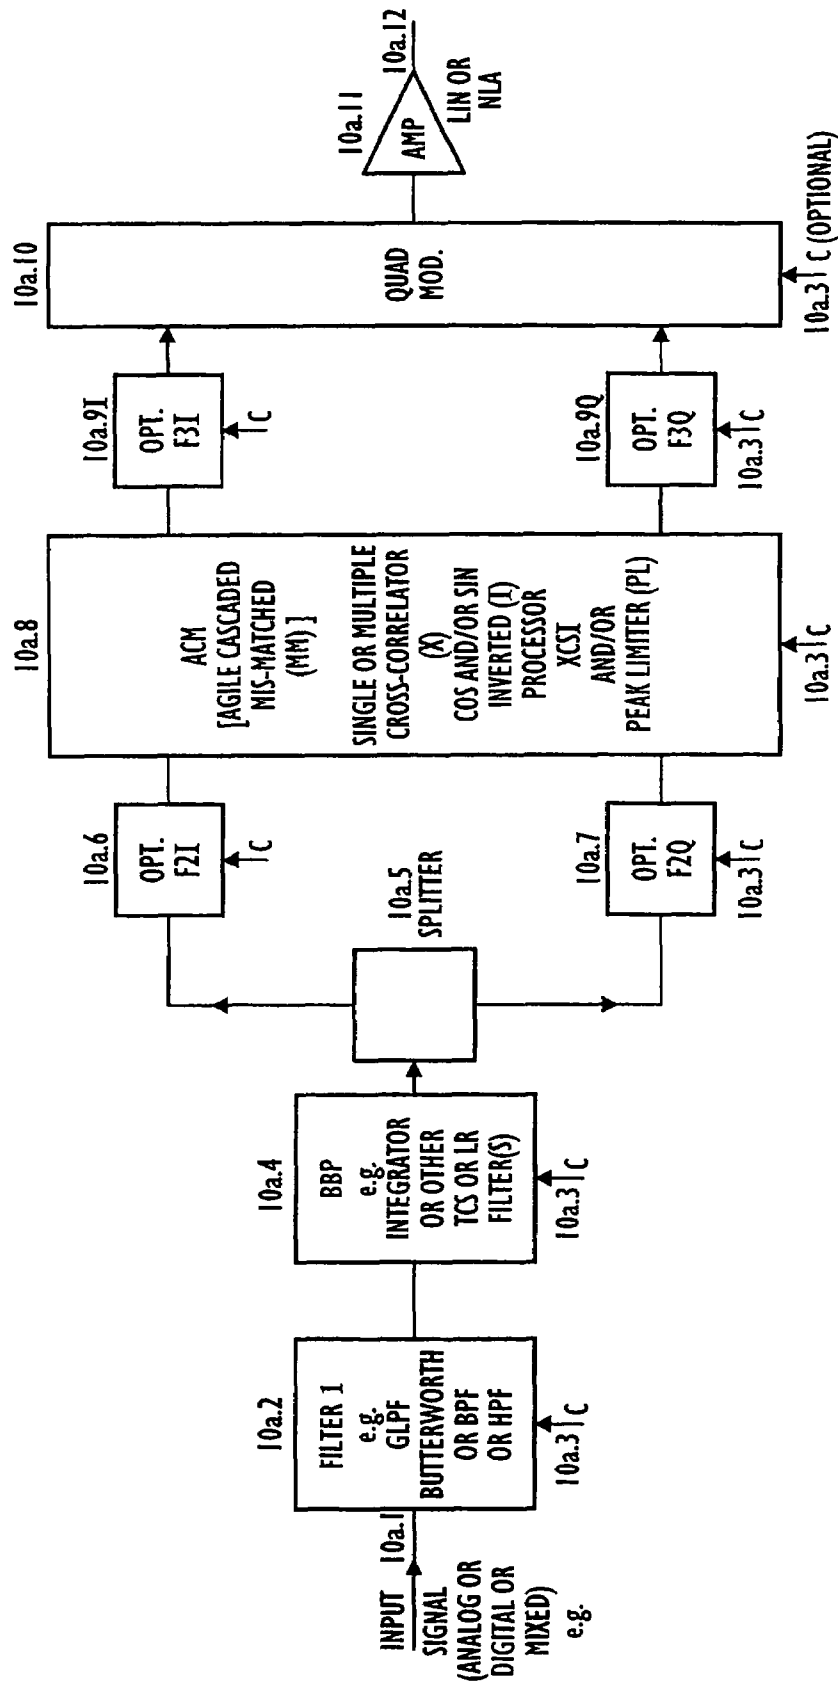 INPUT
SIGNAL
(ANALOG OR
DIGITAL OR
MIXED)
e.g.
10a.1
10a.2
FILTER 1
e.g.
GLPF
BUTTERWORTH
OR BPF
OR HPF
10a.3 C
10a.4
BBP
e.g.
INTEGRATOR
OR OTHER
TCS OR LR
FILTER(S)
10a.3 C
10a.5
SPLITTER
10a.6
OPT.
F2I
C
10a.7
OPT.
F2Q
10a.3 C
10a.8
ACM
[AGILE CASCADED
MIS-MATCHED
(MM) ]
SINGLE OR MULTIPLE
CROSS-CORRELATOR
(X)
COS AND/OR SIN
INVERTED (I)
PROCESSOR
XCSI
AND/OR
PEAK LIMITER (PL)
10a.3 C
10a.9I
OPT.
F3I
C
10a.9Q
OPT.
F3Q
10a.3 C
10a.10
QUAD
MOD.
10a.3 C (OPTIONAL)
10a.11
AMP
LIN OR
NLA
10a.12